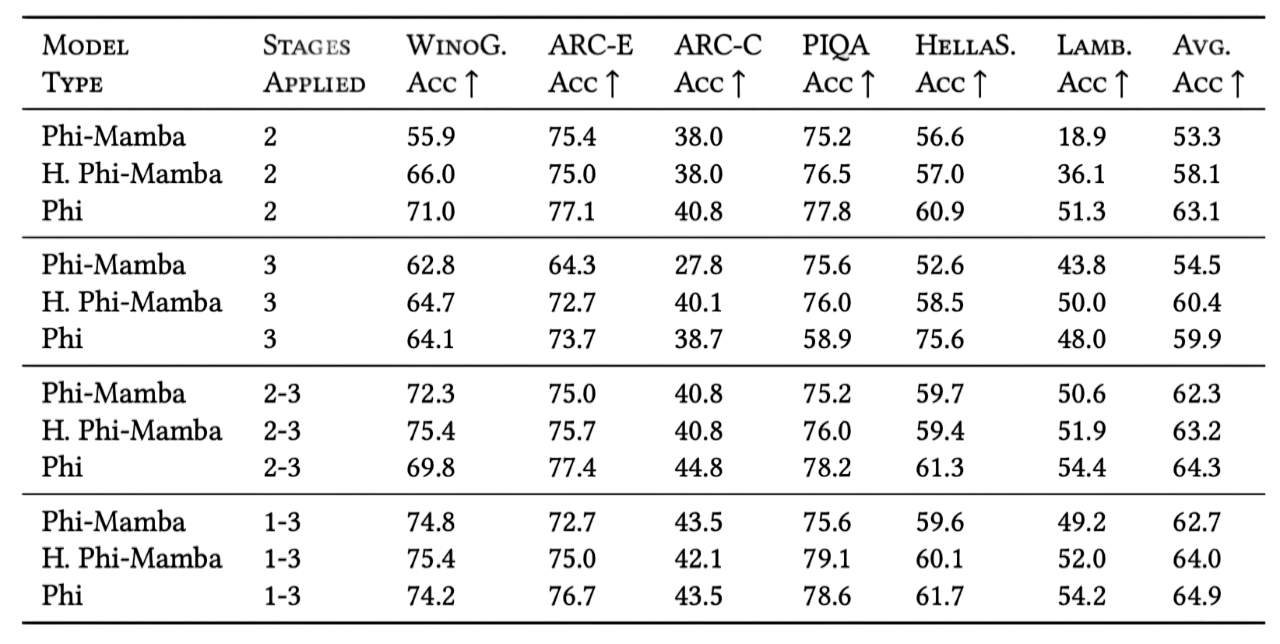 MODEL STAGES WINOG. ARC-E ARC-C PIQA HELLAS. LAMB. AVG.
TYPE APPLIED ACC ↑ ACC ↑ ACC ↑ ACC ↑ ACC ↑ ACC ↑ ACC ↑
Phi-Mamba 2 55.9 75.4 38.0 75.2 56.6 18.9 53.3
H. Phi-Mamba 2 66.0 75.0 38.0 76.5 57.0 36.1 58.1
Phi 2 71.0 77.1 40.8 77.8 60.9 51.3 63.1
Phi-Mamba 3 62.8 64.3 27.8 75.6 52.6 43.8 54.5
H. Phi-Mamba 3 64.7 72.7 40.1 76.0 58.5 50.0 60.4
Phi 3 64.1 73.7 38.7 58.9 75.6 48.0 59.9
Phi-Mamba 2-3 72.3 75.0 40.8 75.2 59.7 50.6 62.3
H. Phi-Mamba 2-3 75.4 75.7 40.8 76.0 59.4 51.9 63.2
Phi 2-3 69.8 77.4 44.8 78.2 61.3 54.4 64.3
Phi-Mamba 1-3 74.8 72.7 43.5 75.6 59.6 49.2 62.7
H. Phi-Mamba 1-3 75.4 75.0 42.1 79.1 60.1 52.0 64.0
Phi 1-3 74.2 76.7 43.5 78.6 61.7 54.2 64.9